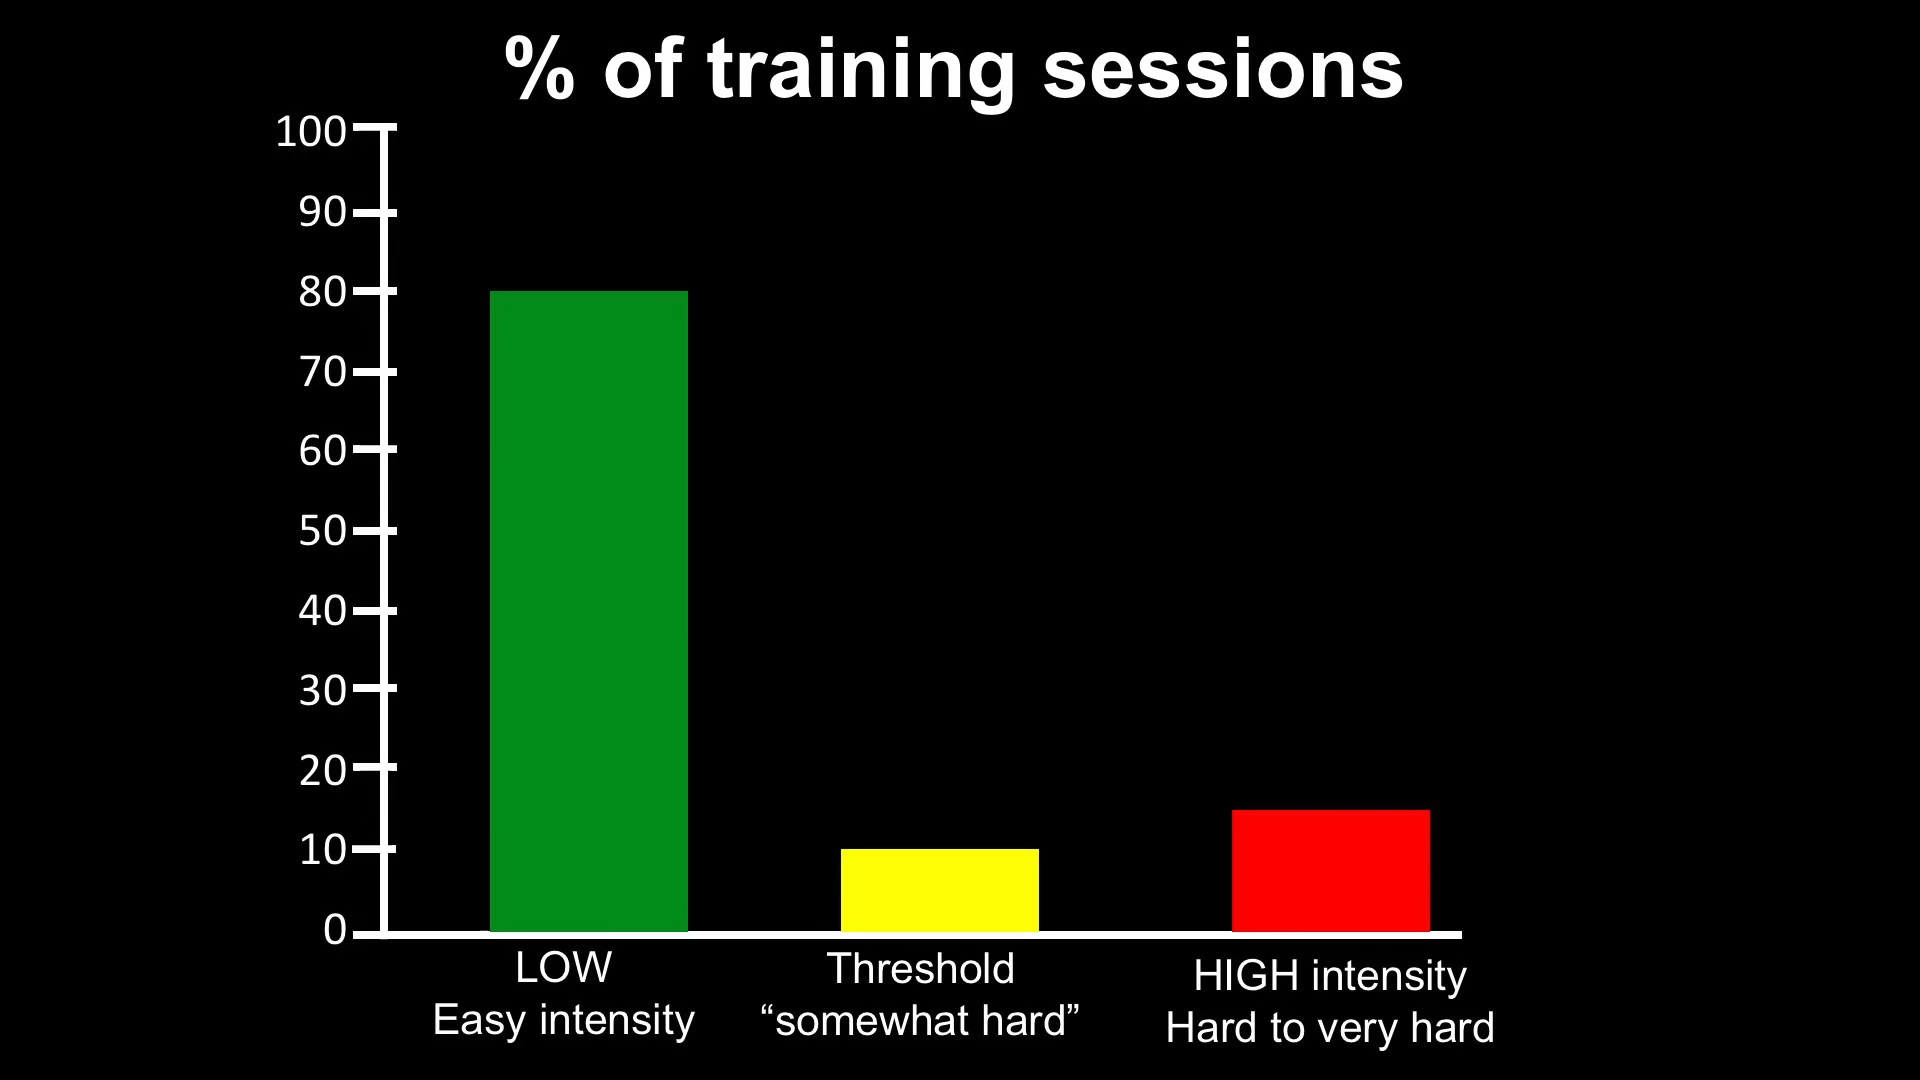 % of training sessions
100
90
80
70
60
50
40
30
20
10
0
LOW
Easy intensity
Threshold
“somewhat hard”
HIGH intensity
Hard to very hard